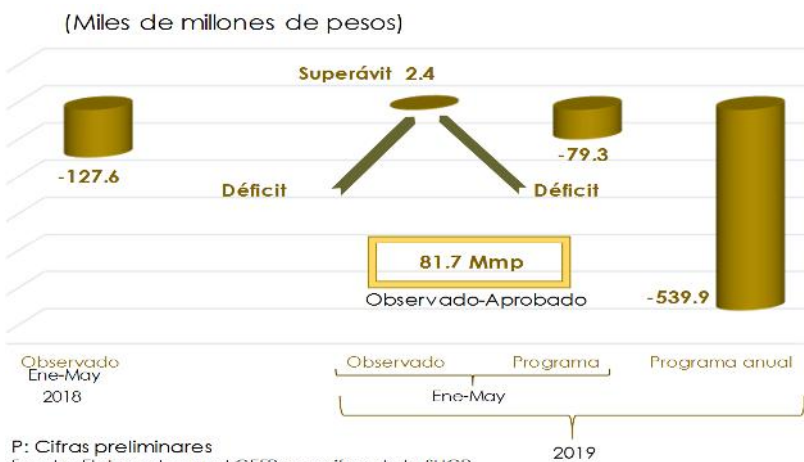 (Miles de millones de pesos)
Superávit 2.4
-127.6
-79.3
Déficit
Déficit
81.7 Mmp
Observado-Aprobado
-539.9
Observado
Ene-May
2018
Observado
Programa
Programa anual
Ene-May
2019
P: Cifras preliminares